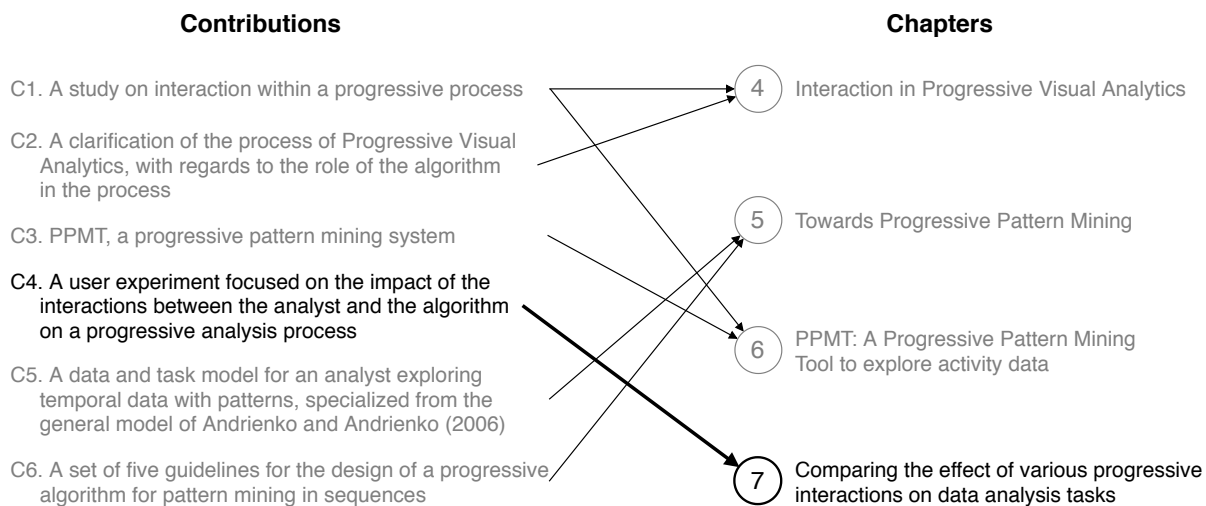 Contributions
Chapters
C1. A study on interaction within a progressive process
C2. A clarification of the process of Progressive Visual
Analytics, with regards to the role of the algorithm
in the process
C3. PPMT, a progressive pattern mining system
C4. A user experiment focused on the impact of the
interactions between the analyst and the algorithm
on a progressive analysis process
C5. A data and task model for an analyst exploring
temporal data with patterns, specialized from the
general model of Andrienko and Andrienko (2006)
C6. A set of five guidelines for the design of a progressive
algorithm for pattern mining in sequences
4 Interaction in Progressive Visual Analytics
5 Towards Progressive Pattern Mining
6 PPMT: A Progressive Pattern Mining
Tool to explore activity data
7 Comparing the effect of various progressive
interactions on data analysis tasks